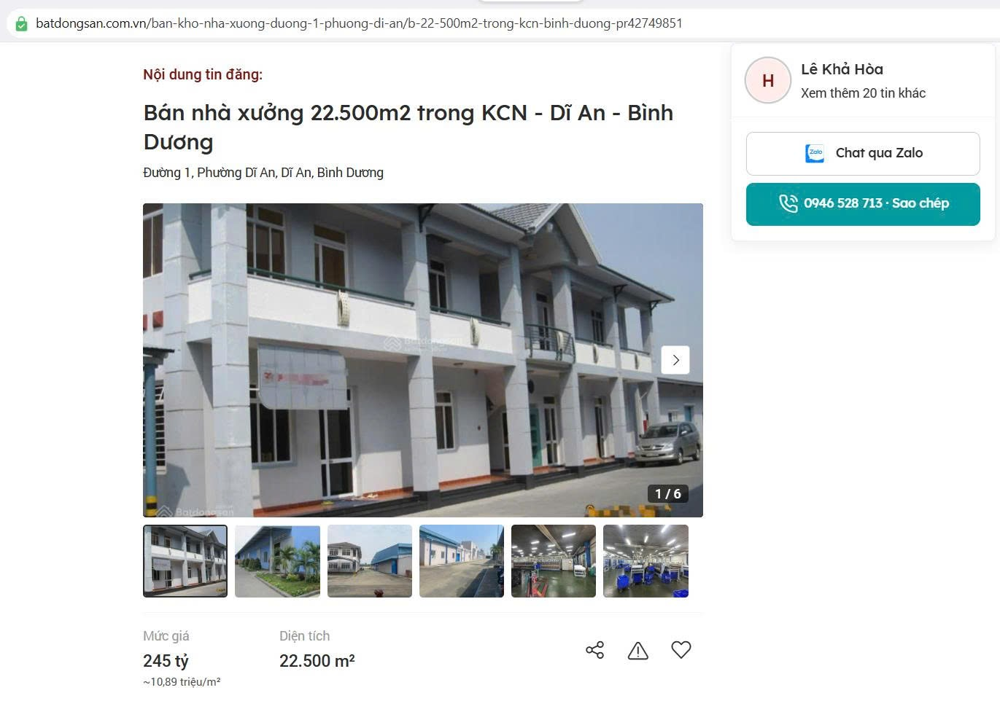 batdongsan.com.vn/ban-kho-nha-xuong-duong-1-phuong-di-an/b-22-500m2-trong-kcn-binh-duong-pr42749851
Nội dung tin đăng:
Bán nhà xưởng 22.500m2 trong KCN - Dĩ An - Bình
Dương
Đường 1, Phường Dĩ An, Dĩ An, Bình Dương
Batdongsan
Batdongsan
1 / 6
Mức giá
245 tỷ
~10,89 triệu/m²
Diện tích
22.500 m²
H
Lê Khả Hòa
Xem thêm 20 tin khác
Zalo
Chat qua Zalo
0946 528 713 · Sao chép